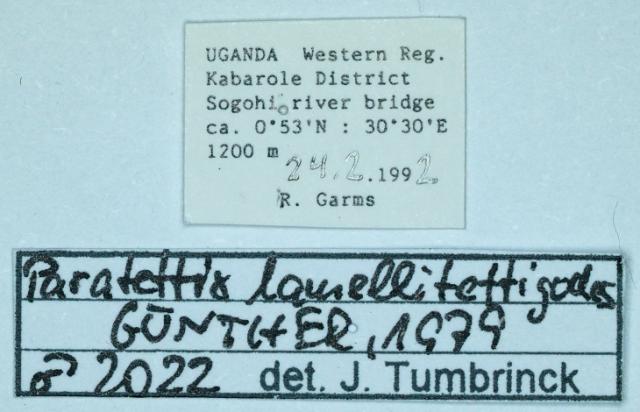 UGANDA Western Reg.
Kabarole District
Sogohi river bridge
ca. 0°53'N : 30°30'E
1200 m
24.2.1992
R. Garms
Paratettix lamellitettigodes
GÜNTHER, 1979
♂ 2022 det. J. Tumbrinck